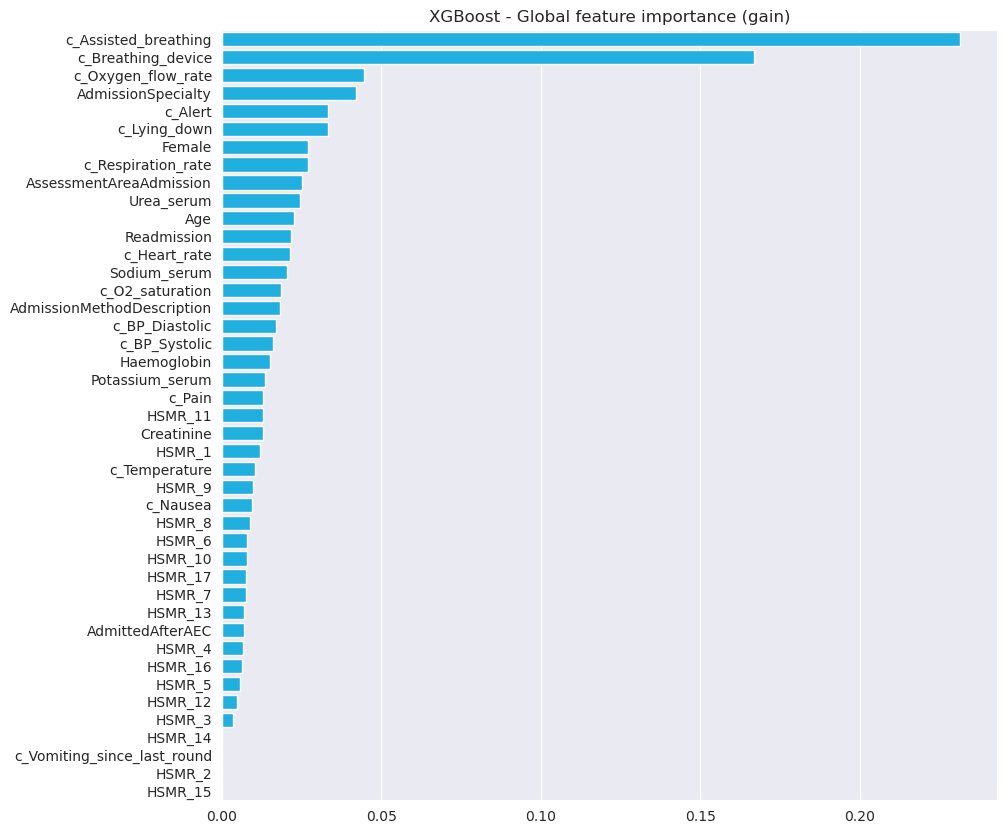 XGBoost - Global feature importance (gain)
c_Assisted_breathing
c_Breathing_device
c_Oxygen_flow_rate
AdmissionSpecialty
c_Alert
c_Lying_down
Female
c_Respiration_rate
AssessmentAreaAdmission
Urea_serum
Age
Readmission
c_Heart_rate
Sodium_serum
c_O2_saturation
AdmissionMethodDescription
c_BP_Diastolic
c_BP_Systolic
Haemoglobin
Potassium_serum
c_Pain
HSMR_11
Creatinine
HSMR_1
c_Temperature
HSMR_9
c_Nausea
HSMR_8
HSMR_6
HSMR_10
HSMR_17
HSMR_7
HSMR_13
AdmittedAfterAEC
HSMR_4
HSMR_16
HSMR_5
HSMR_12
HSMR_3
HSMR_14
c_Vomiting_since_last_round
HSMR_2
HSMR_15
0.00 0.05 0.10 0.15 0.20